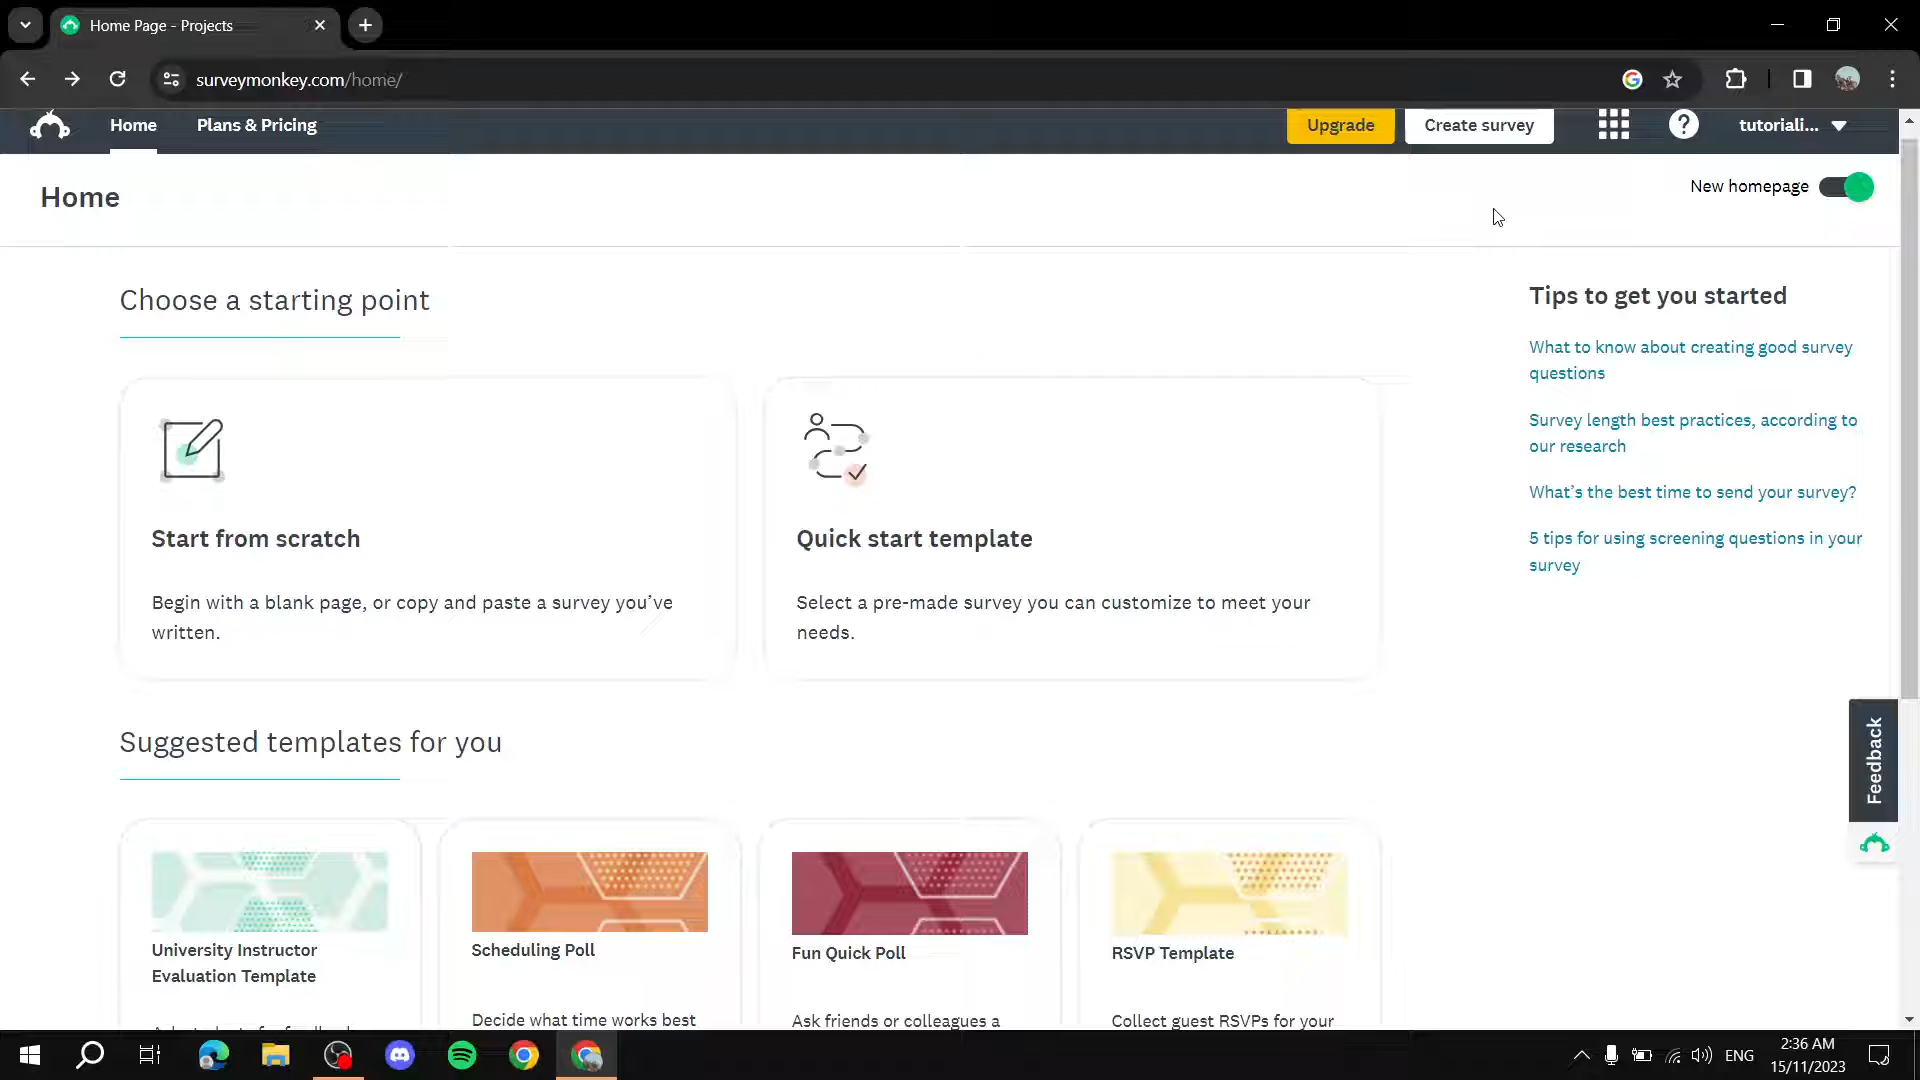 Home Page - Projects
surveymonkey.com/home/
Home
Plans & Pricing
Upgrade
Create survey
?
tutoriali...
Home
New homepage
Choose a starting point
Tips to get you started
What to know about creating good survey
questions
Survey length best practices, according to
our research
What's the best time to send your survey?
5 tips for using screening questions in your
survey
Start from scratch
Begin with a blank page, or copy and paste a survey you've
written.
Quick start template
Select a pre-made survey you can customize to meet your
needs.
Feedback
Suggested templates for you
University Instructor
Evaluation Template
Scheduling Poll
Decide what time works best
Fun Quick Poll
Ask friends or colleagues a
RSVP Template
Collect guest RSVPs for your
ENG
2:36 AM
15/11/2023